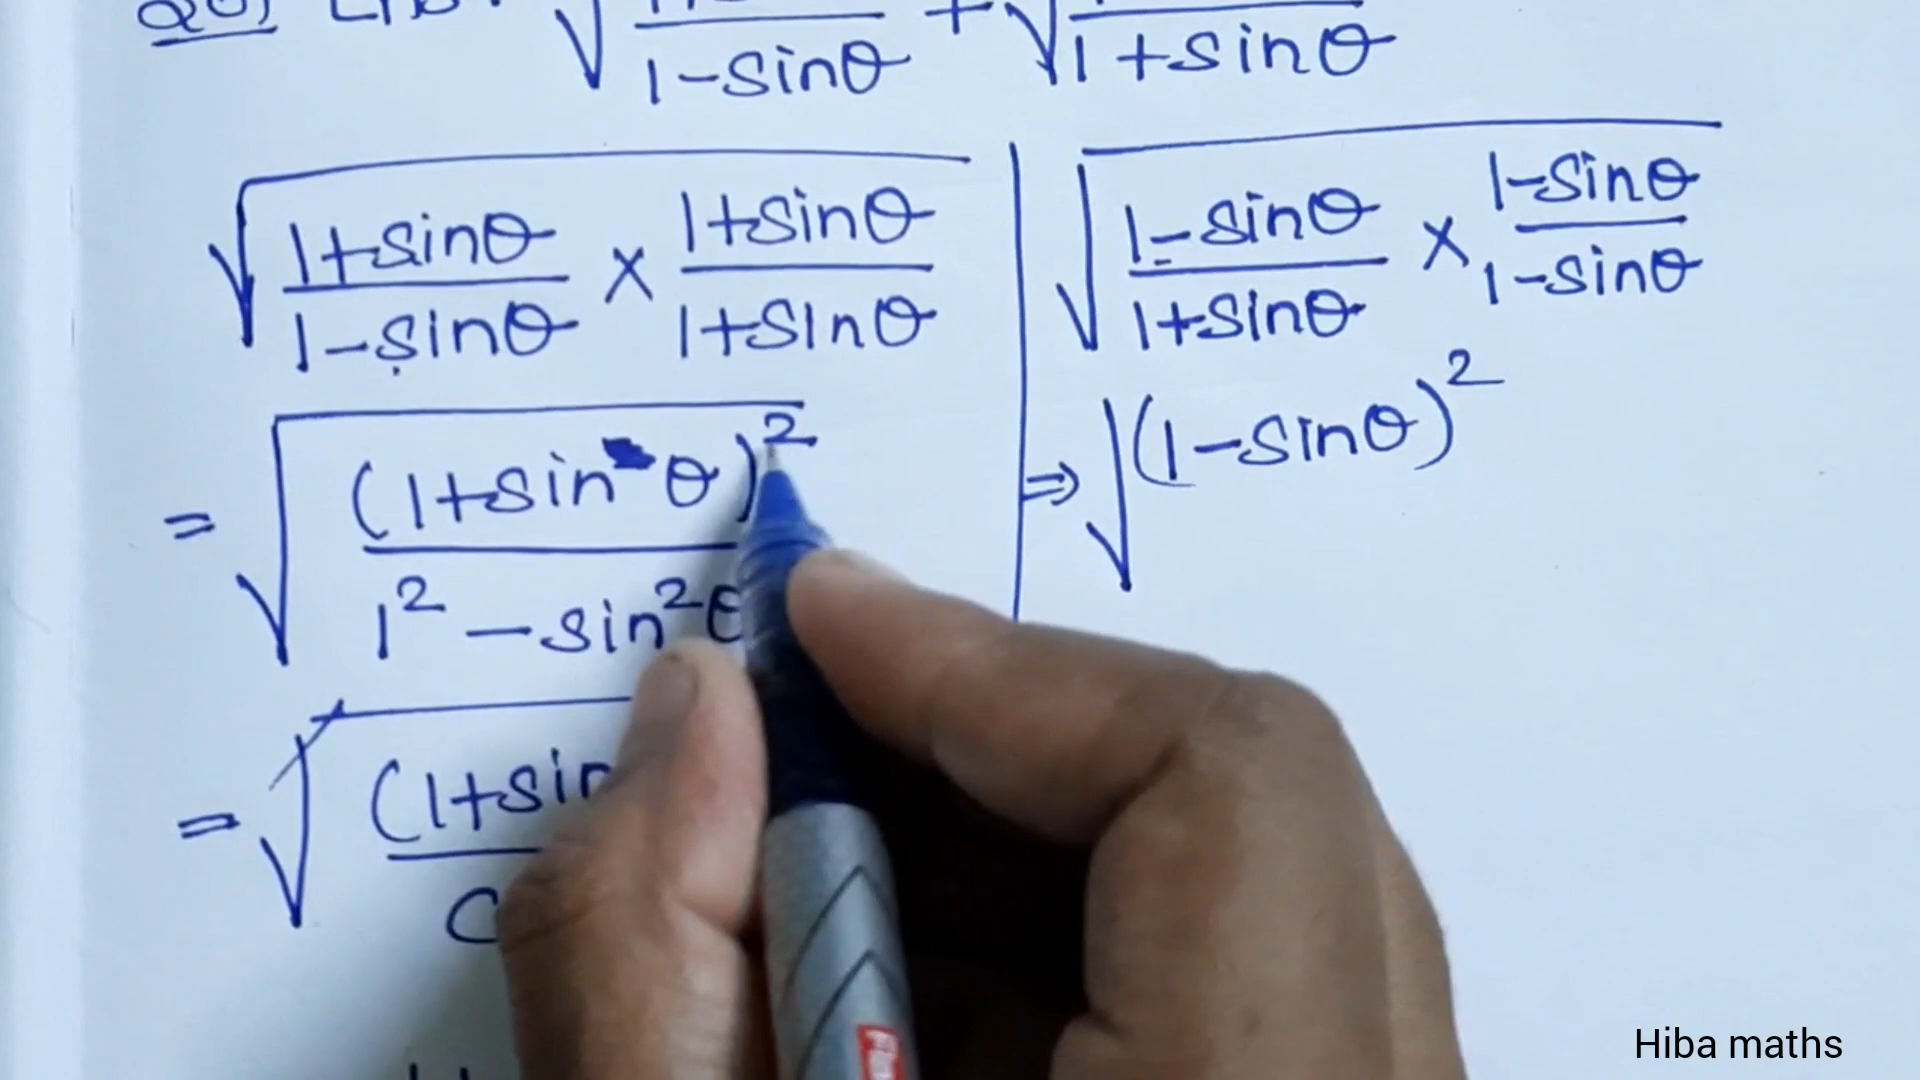 √ 1-sinθ + √ 1+sinθ
√ 1+sinθ/1-sinθ × 1+sinθ/1+sinθ
= √ (1+sin θ)²/1²-sin²θ
= √ (1+sin
√ 1-sinθ/1+sinθ × 1-sinθ/1-sinθ
⇒ √(1-sinθ)²
Hiba maths